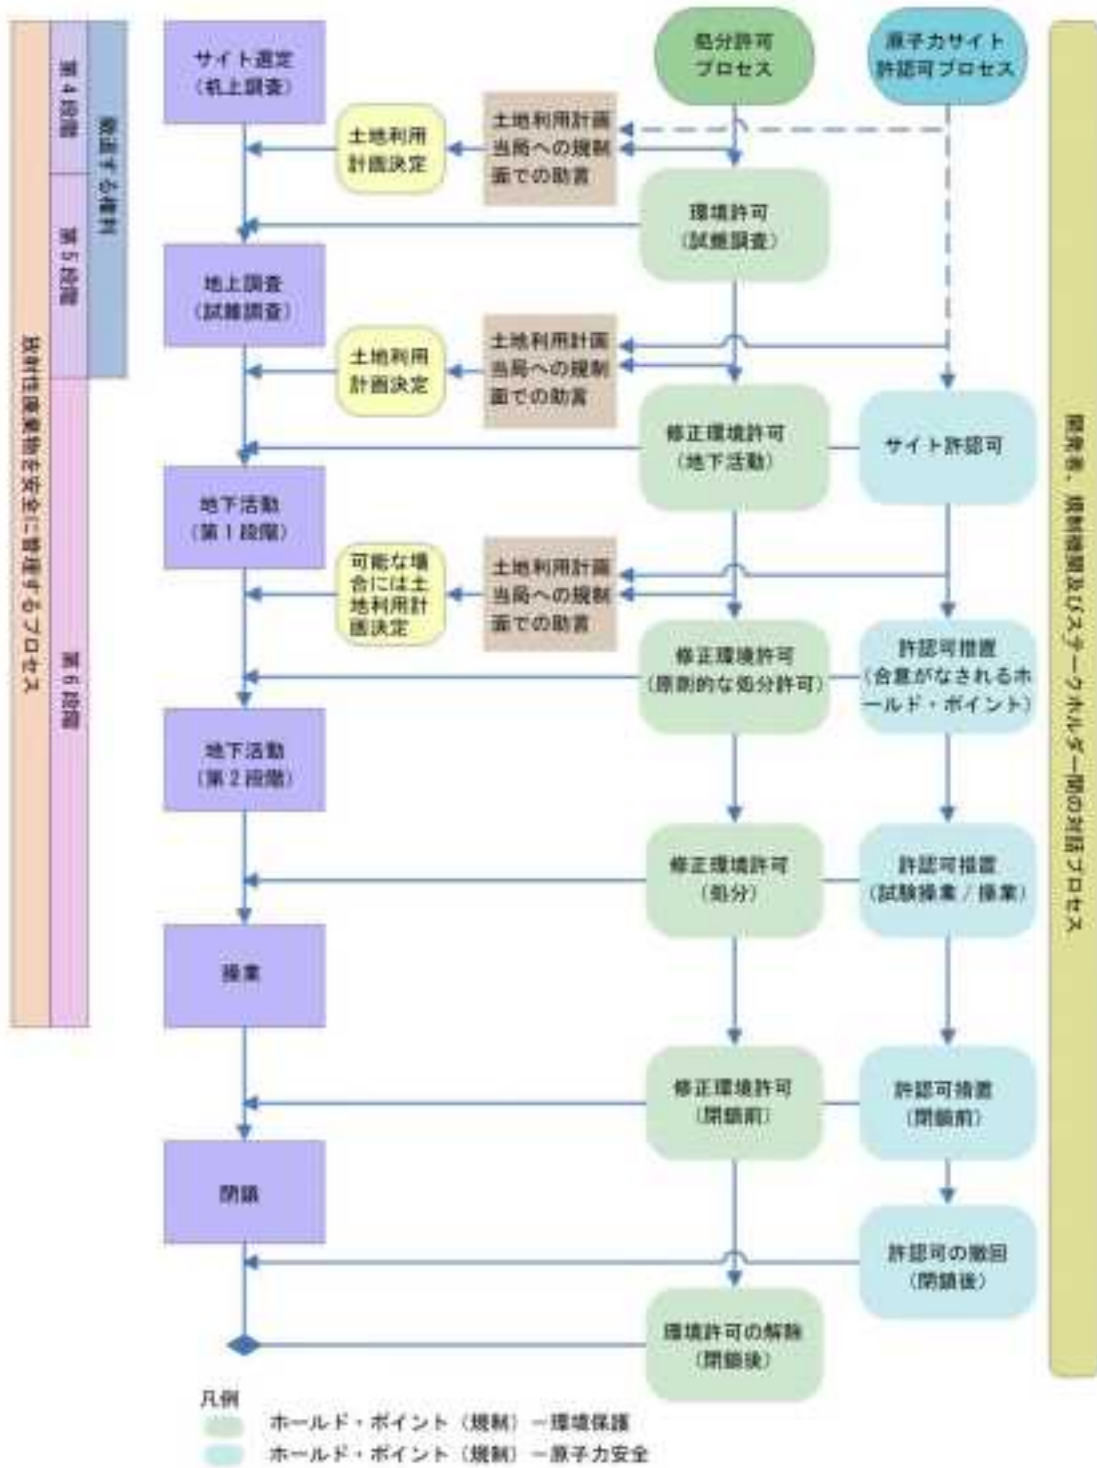 サイト選定
(机上調査)
処分許可
プロセス
原子力サイト
許認可プロセス
第4段階
撤退する権利
土地利用
計画決定
土地利用計画
当局への規制
面での助言
環境許可
(試錐調査)
第5段階
地上調査
(試錐調査)
土地利用
計画決定
土地利用計画
当局への規制
面での助言
修正環境許可
(地下活動)
サイト許認可
放射性廃棄物を安全に管理するプロセス
開発者、規制機関及びステークホルダー間の対話プロセス
地下活動
(第1段階)
可能な場
合には土
地利用計
画決定
土地利用計画
当局への規制
面での助言
修正環境許可
(原則的な処分許可)
許認可措置
(合意がなされるホ
ールド・ポイント)
第6段階
地下活動
(第2段階)
修正環境許可
(処分)
許認可措置
(試験操業/操業)
操業
修正環境許可
(閉鎖前)
許認可措置
(閉鎖前)
閉鎖
許認可の撤回
(閉鎖後)
環境許可の解除
(閉鎖後)
凡例
ホールド・ポイント(規制)-環境保護
ホールド・ポイント(規制)-原子力安全